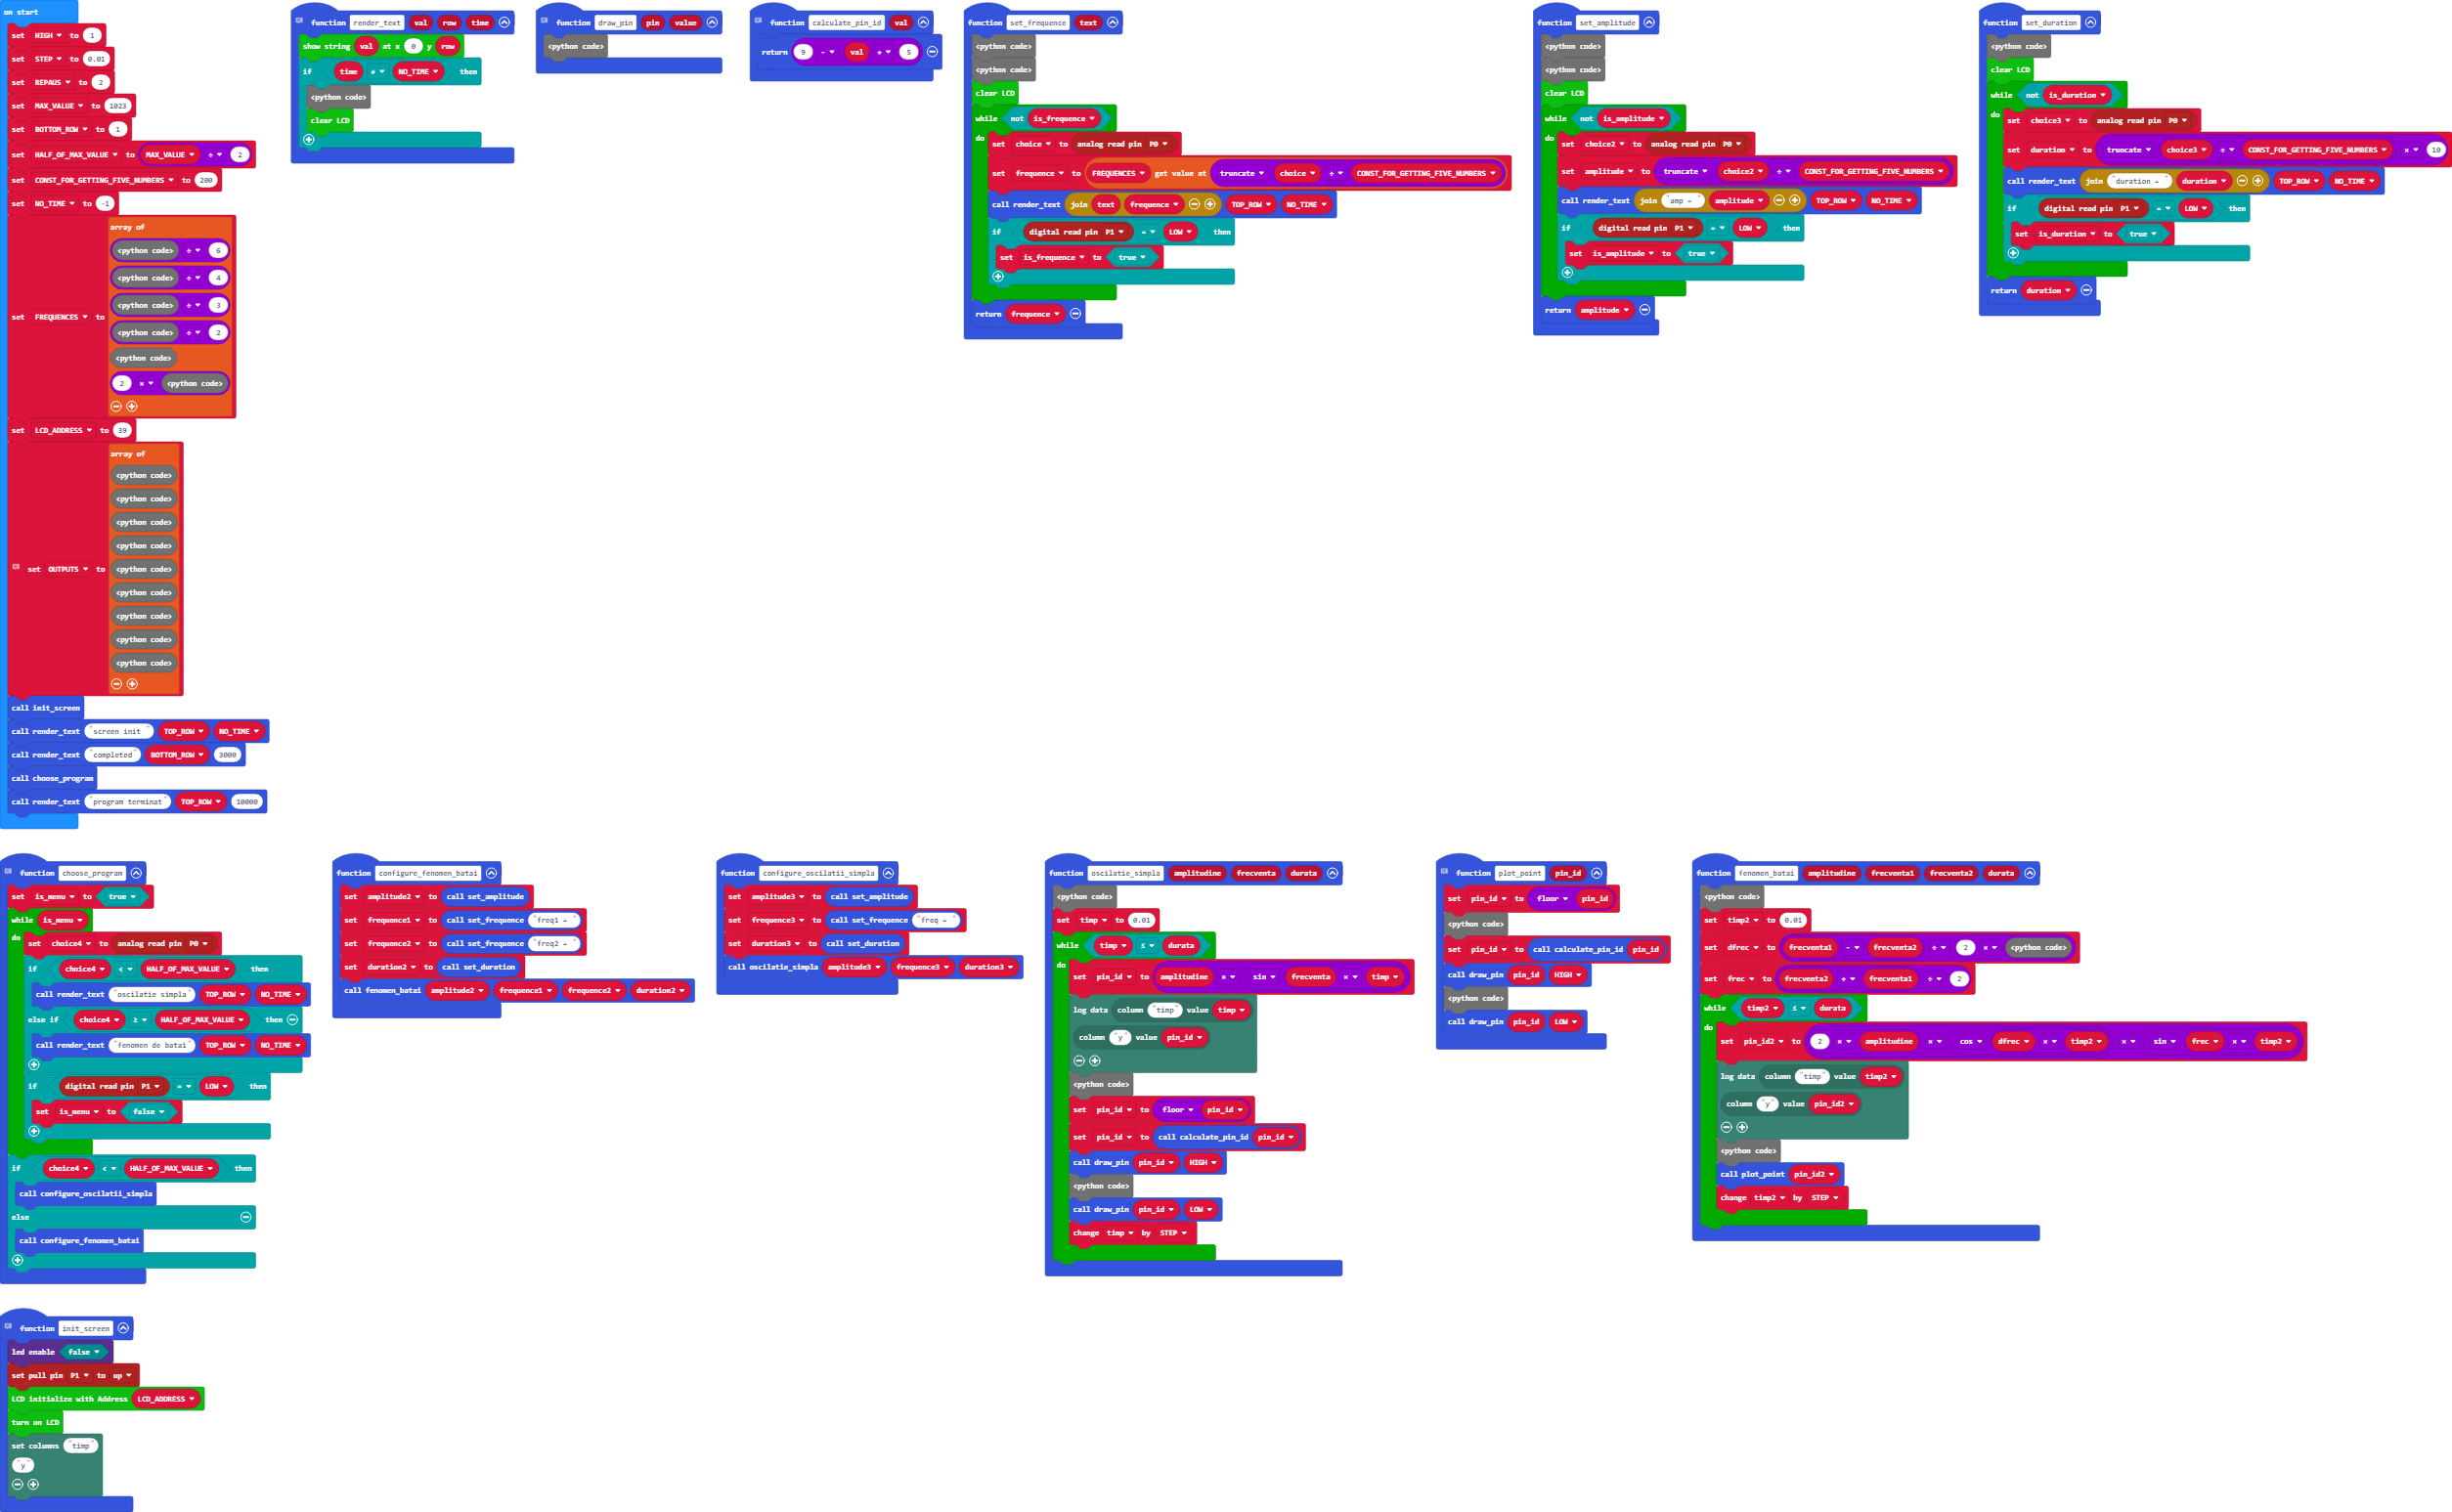 on start
set HIGH to 1
set STEP to 0.01
set REPAUS to 2
set MAX_VALUE to 1023
set BOTTOM_ROW to 1
set HALF_OF_MAX_VALUE to MAX_VALUE ÷ 2
set CONST_FOR_GETTING_FIVE_NUMBERS to 200
set NO_TIME to -1
set FREQUENCES to array of
<python code> ÷ 6
<python code> ÷ 4
<python code> ÷ 3
<python code> ÷ 2
<python code>
2 × <python code>
set LCD_ADDRESS to 39
set OUTPUTS to array of
<python code>
<python code>
<python code>
<python code>
<python code>
<python code>
<python code>
<python code>
<python code>
call init_screen
call render_text "screen init " TOP_ROW NO_TIME
call render_text "completed" BOTTOM_ROW 3000
call choose_program
call render_text "program terminat" TOP_ROW 10000
function render_text val row time
show string val at x 0 y row
if time ≠ NO_TIME then
<python code>
clear LCD
function draw_pin pin value
<python code>
function calculate_pin_id val
return 9 - val + 5
function set_frequence text
<python code>
<python code>
clear LCD
while not is_frequence
do set choice to analog read pin P0
set frequence to FREQUENCES get value at truncate choice ÷ CONST_FOR_GETTING_FIVE_NUMBERS
call render_text join text frequence TOP_ROW NO_TIME
if digital read pin P1 = LOW then
set is_frequence to true
return frequence
function set_amplitude
<python code>
<python code>
clear LCD
while not is_amplitude
do set choice2 to analog read pin P0
set amplitude to truncate choice2 ÷ CONST_FOR_GETTING_FIVE_NUMBERS
call render_text join "amp = " amplitude TOP_ROW NO_TIME
if digital read pin P1 = LOW then
set is_amplitude to true
return amplitude
function set_duration
<python code>
clear LCD
while not is_duration
do set choice3 to analog read pin P0
set duration to truncate choice3 ÷ CONST_FOR_GETTING_FIVE_NUMBERS × 10
call render_text join "duration = " duration TOP_ROW NO_TIME
if digital read pin P1 = LOW then
set is_duration to true
return duration
function choose_program
set is_menu to true
while is_menu
do set choice4 to analog read pin P0
if choice4 < HALF_OF_MAX_VALUE then
call render_text "oscilatie simpla" TOP_ROW NO_TIME
else if choice4 ≥ HALF_OF_MAX_VALUE then
call render_text "fenomen de batai" TOP_ROW NO_TIME
if digital read pin P1 = LOW then
set is_menu to false
if choice4 < HALF_OF_MAX_VALUE then
call configure_oscilatii_simpla
else
call configure_fenomen_batai
function configure_fenomen_batai
set amplitude2 to call set_amplitude
set frequence1 to call set_frequence "freq1 = "
set frequence2 to call set_frequence "freq2 = "
set duration2 to call set_duration
call fenomen_batai amplitude2 frequence1 frequence2 duration2
function configure_oscilatii_simpla
set amplitude3 to call set_amplitude
set frequence3 to call set_frequence "freq = "
set duration3 to call set_duration
call oscilatie_simpla amplitude3 frequence3 duration3
function oscilatie_simpla amplitudine frecventa durata
<python code>
set timp to 0.01
while timp ≤ durata
do set pin_id to amplitudine × sin frecventa × timp
log data column "timp" value timp
column "y" value pin_id
<python code>
set pin_id to floor pin_id
set pin_id to call calculate_pin_id pin_id
call draw_pin pin_id HIGH
<python code>
call draw_pin pin_id LOW
change timp by STEP
function plot_point pin_id
set pin_id to floor pin_id
<python code>
set pin_id to call calculate_pin_id pin_id
call draw_pin pin_id HIGH
<python code>
call draw_pin pin_id LOW
function fenomen_batai amplitudine frecventa1 frecventa2 durata
<python code>
set timp2 to 0.01
set dfrec to frecventa1 - frecventa2 ÷ 2 × <python code>
set frec to frecventa2 + frecventa1 ÷ 2
while timp2 ≤ durata
do set pin_id2 to 2 × amplitudine × cos dfrec × timp2 × sin frec × timp2
log data column "timp" value timp2
column "y" value pin_id2
<python code>
call plot_point pin_id2
change timp2 by STEP
function init_screen
led enable false
set pull pin P1 to up
LCD initialize with Address LCD_ADDRESS
turn on LCD
set columns "timp"
"y"